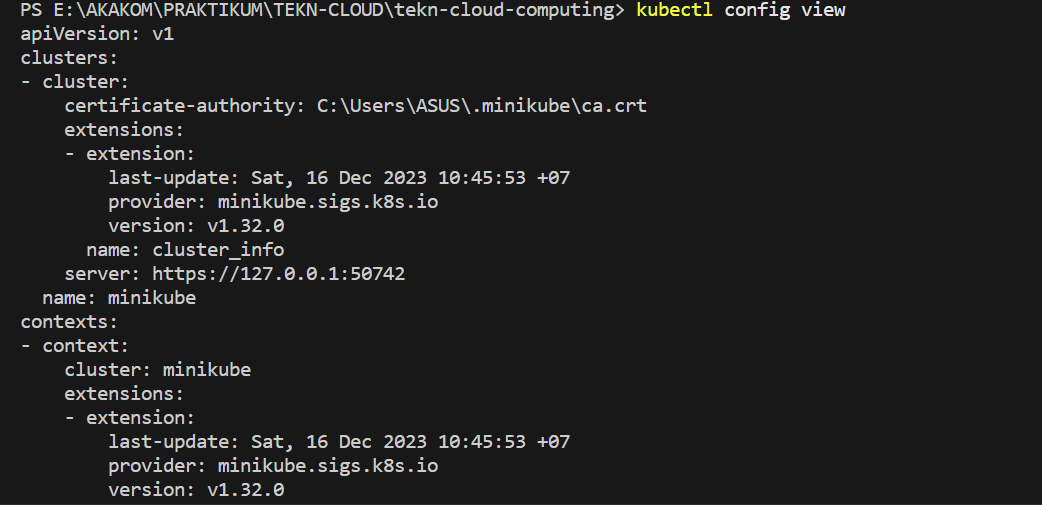 PS E:\AKAKOM\PRAKTIKUM\TEKN-CLOUD\tekn-cloud-computing> kubectl config view
apiVersion: v1
clusters:
- cluster:
    certificate-authority: C:\Users\ASUS\.minikube\ca.crt
    extensions:
    - extension:
        last-update: Sat, 16 Dec 2023 10:45:53 +07
        provider: minikube.sigs.k8s.io
        version: v1.32.0
      name: cluster_info
    server: https://127.0.0.1:50742
  name: minikube
contexts:
- context:
    cluster: minikube
    extensions:
    - extension:
        last-update: Sat, 16 Dec 2023 10:45:53 +07
        provider: minikube.sigs.k8s.io
        version: v1.32.0